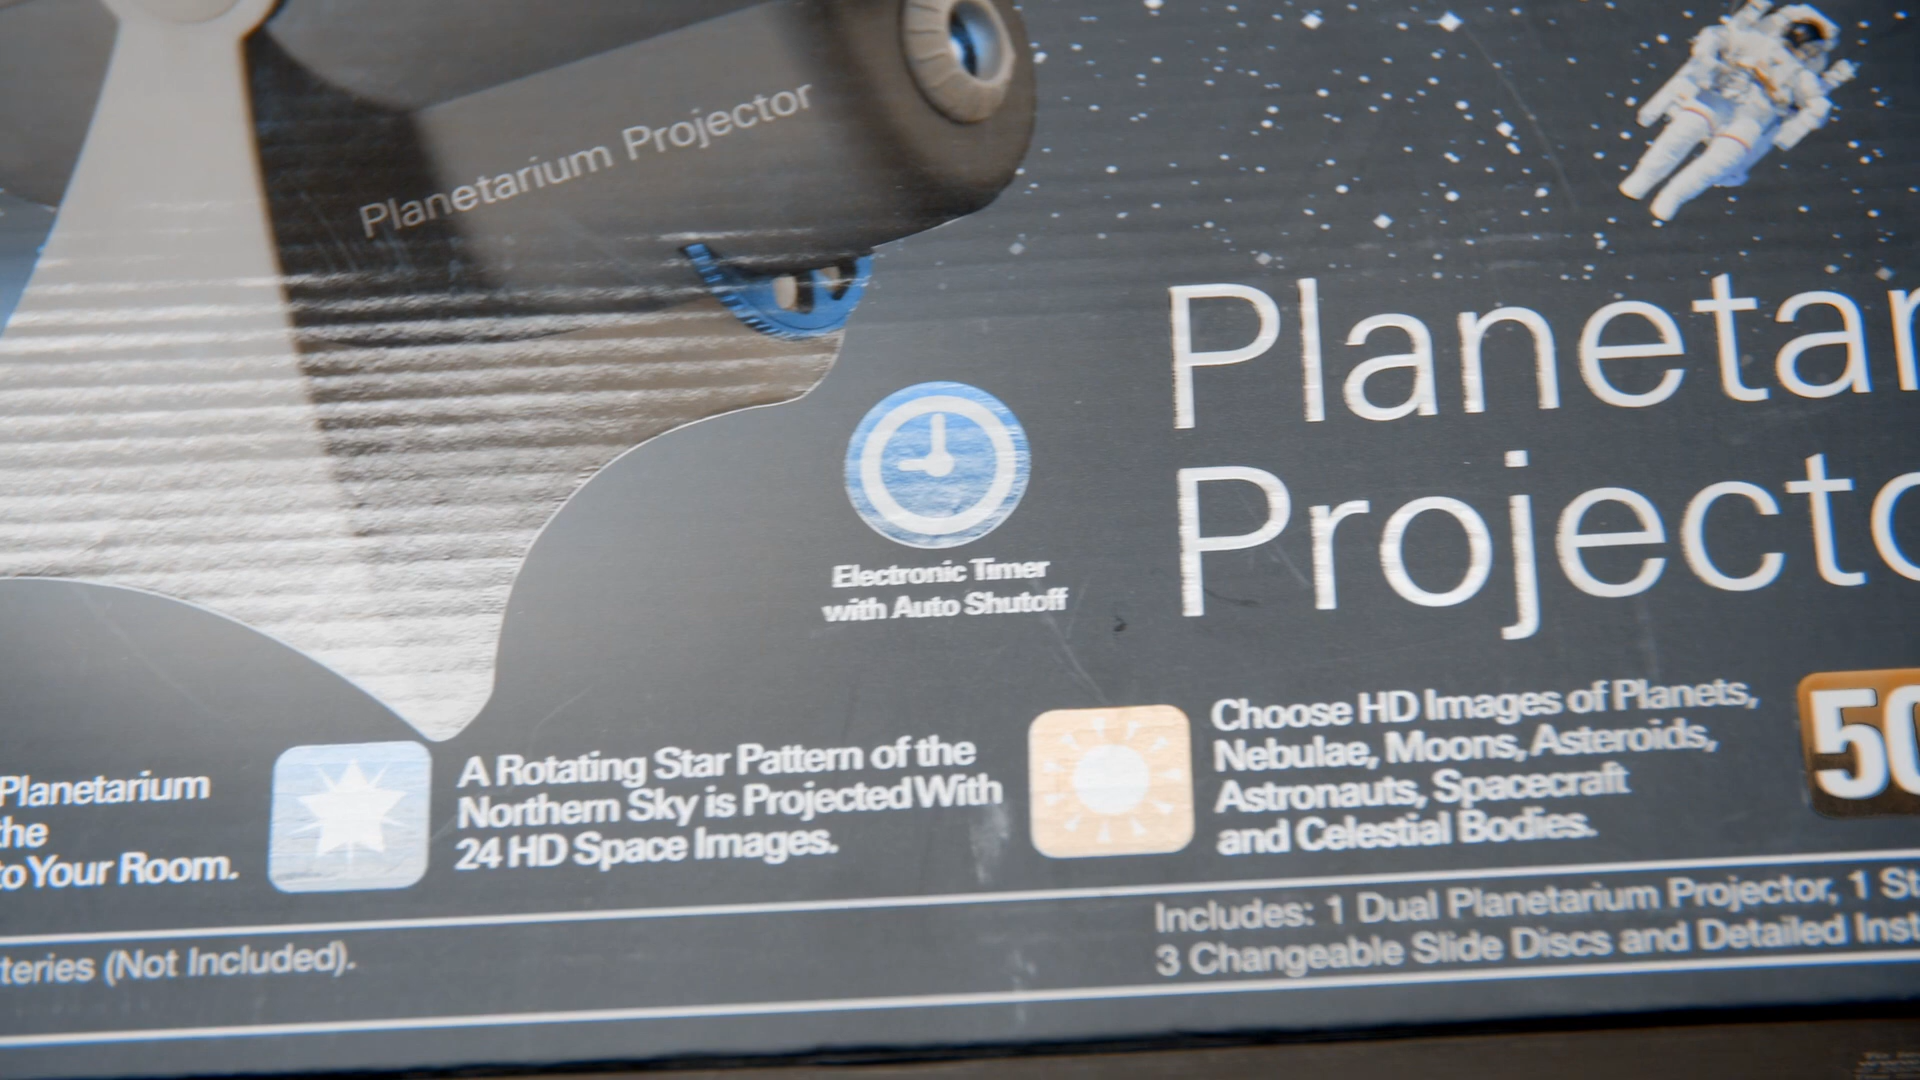 Planetarium Projector
Planetar
Projecto
Electronic Timer
with Auto Shutoff
Planetarium
the
to Your Room.
A Rotating Star Pattern of the
Northern Sky is Projected With
24 HD Space Images.
Choose HD Images of Planets,
Nebulae, Moons, Asteroids,
Astronauts, Spacecraft
and Celestial Bodies.
50
teries (Not Included).
Includes: 1 Dual Planetarium Projector, 1 St
3 Changeable Slide Discs and Detailed Inst